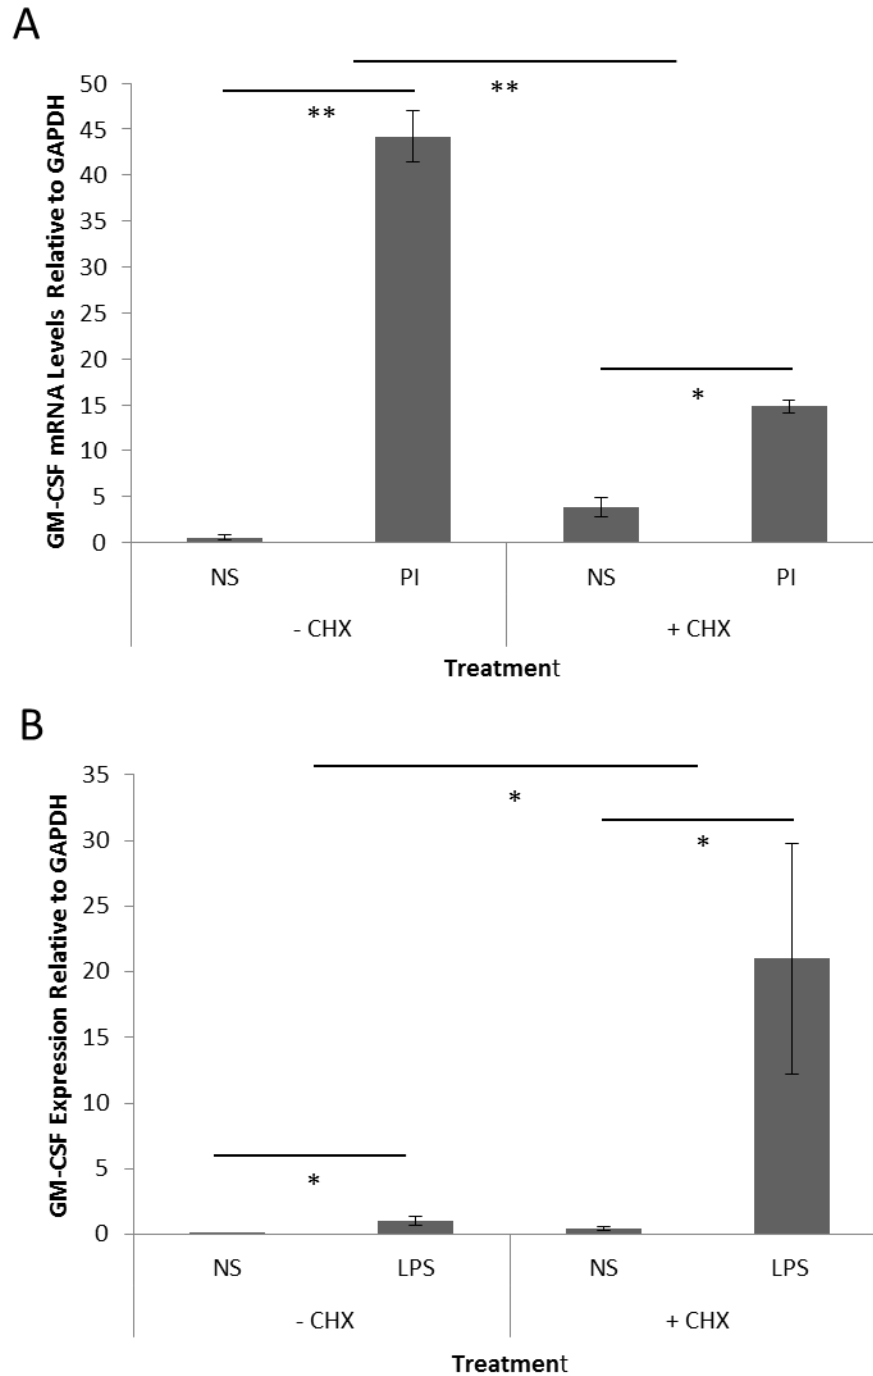 A
**
**
50
45
40
35
30
25
20
15
10
5
0
*
GM-CSF mRNA Levels Relative to GAPDH
NS PI NS PI
- CHX + CHX
Treatment
B
35
30
25
20
15
10
5
0
*
*
*
GM-CSF Expression Relative to GAPDH
NS LPS NS LPS
- CHX + CHX
Treatment